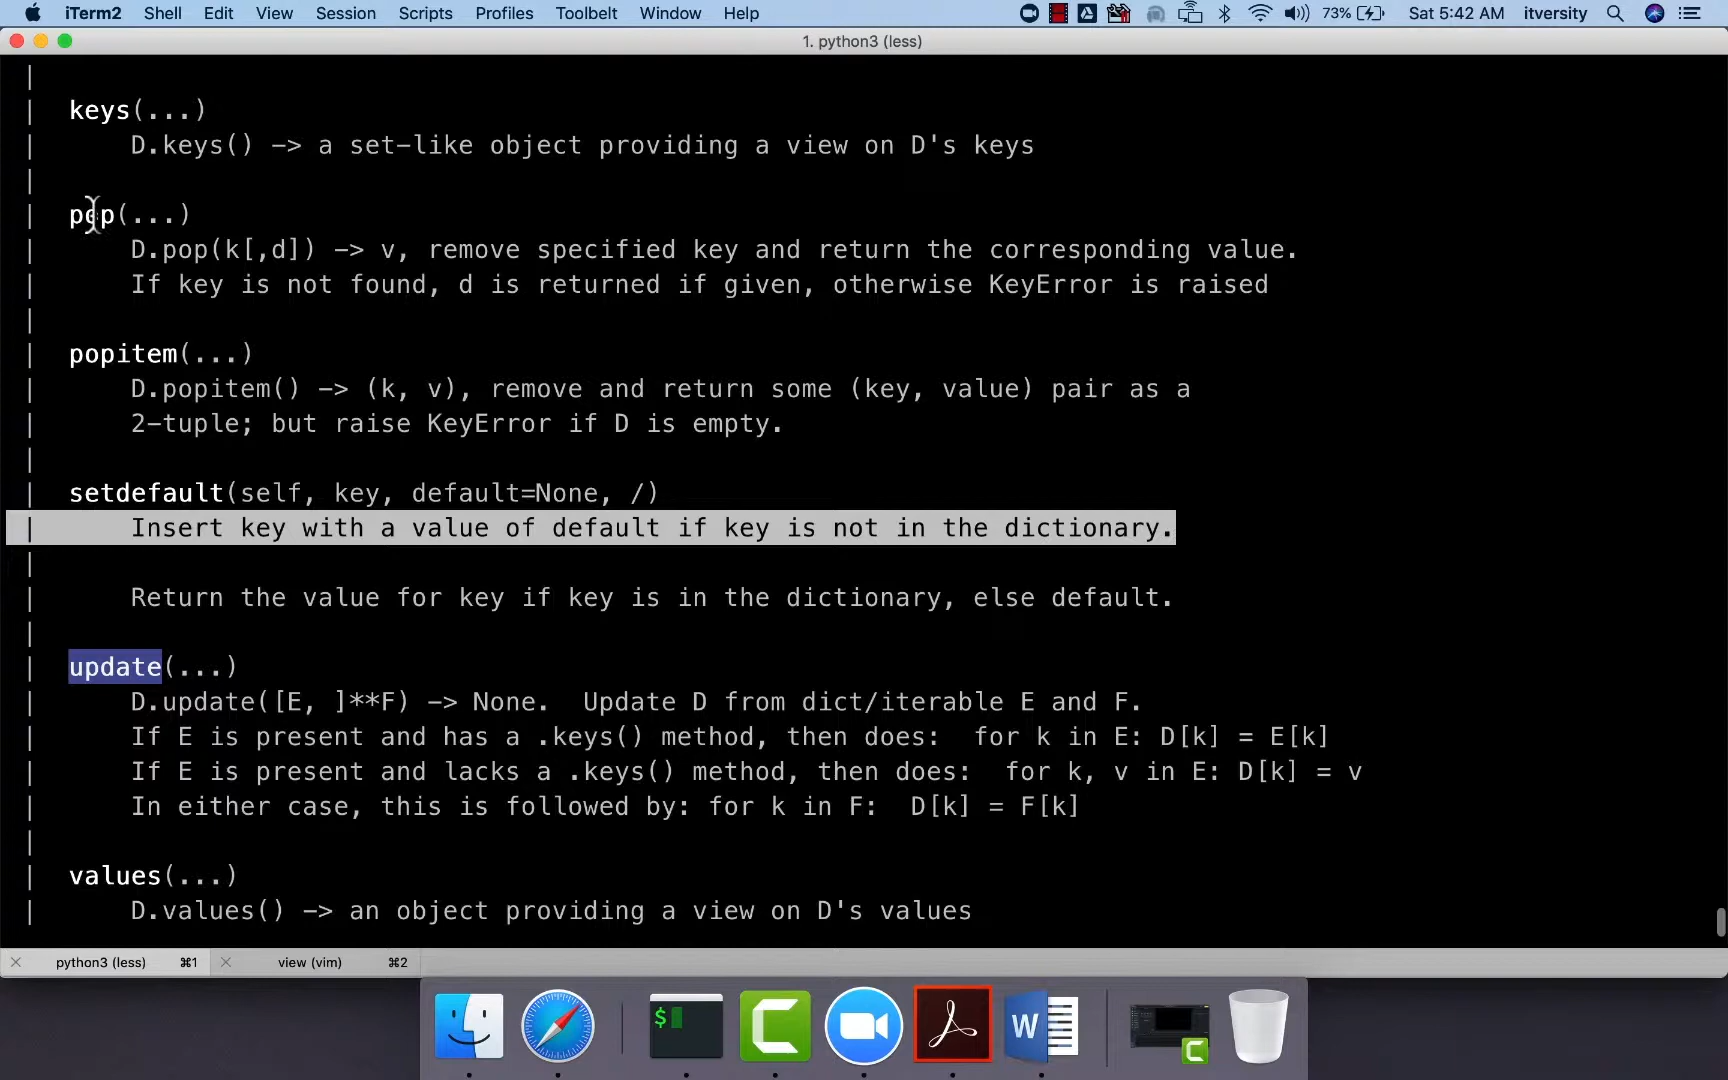 iTerm2 Shell Edit View Session Scripts Profiles Toolbelt Window Help 73% Sat 5:42 AM itversity
1. python3 (less)
|
| keys(...)
| D.keys() -> a set-like object providing a view on D's keys
|
| pop(...)
| D.pop(k[,d]) -> v, remove specified key and return the corresponding value.
| If key is not found, d is returned if given, otherwise KeyError is raised
|
| popitem(...)
| D.popitem() -> (k, v), remove and return some (key, value) pair as a
| 2-tuple; but raise KeyError if D is empty.
|
| setdefault(self, key, default=None, /)
| Insert key with a value of default if key is not in the dictionary.
|
| Return the value for key if key is in the dictionary, else default.
|
| update(...)
| D.update([E, ]**F) -> None.  Update D from dict/iterable E and F.
| If E is present and has a .keys() method, then does:  for k in E: D[k] = E[k]
| If E is present and lacks a .keys() method, then does:  for k, v in E: D[k] = v
| In either case, this is followed by: for k in F:  D[k] = F[k]
|
| values(...)
| D.values() -> an object providing a view on D's values
python3 (less) ⌘1 view (vim) ⌘2
$
W